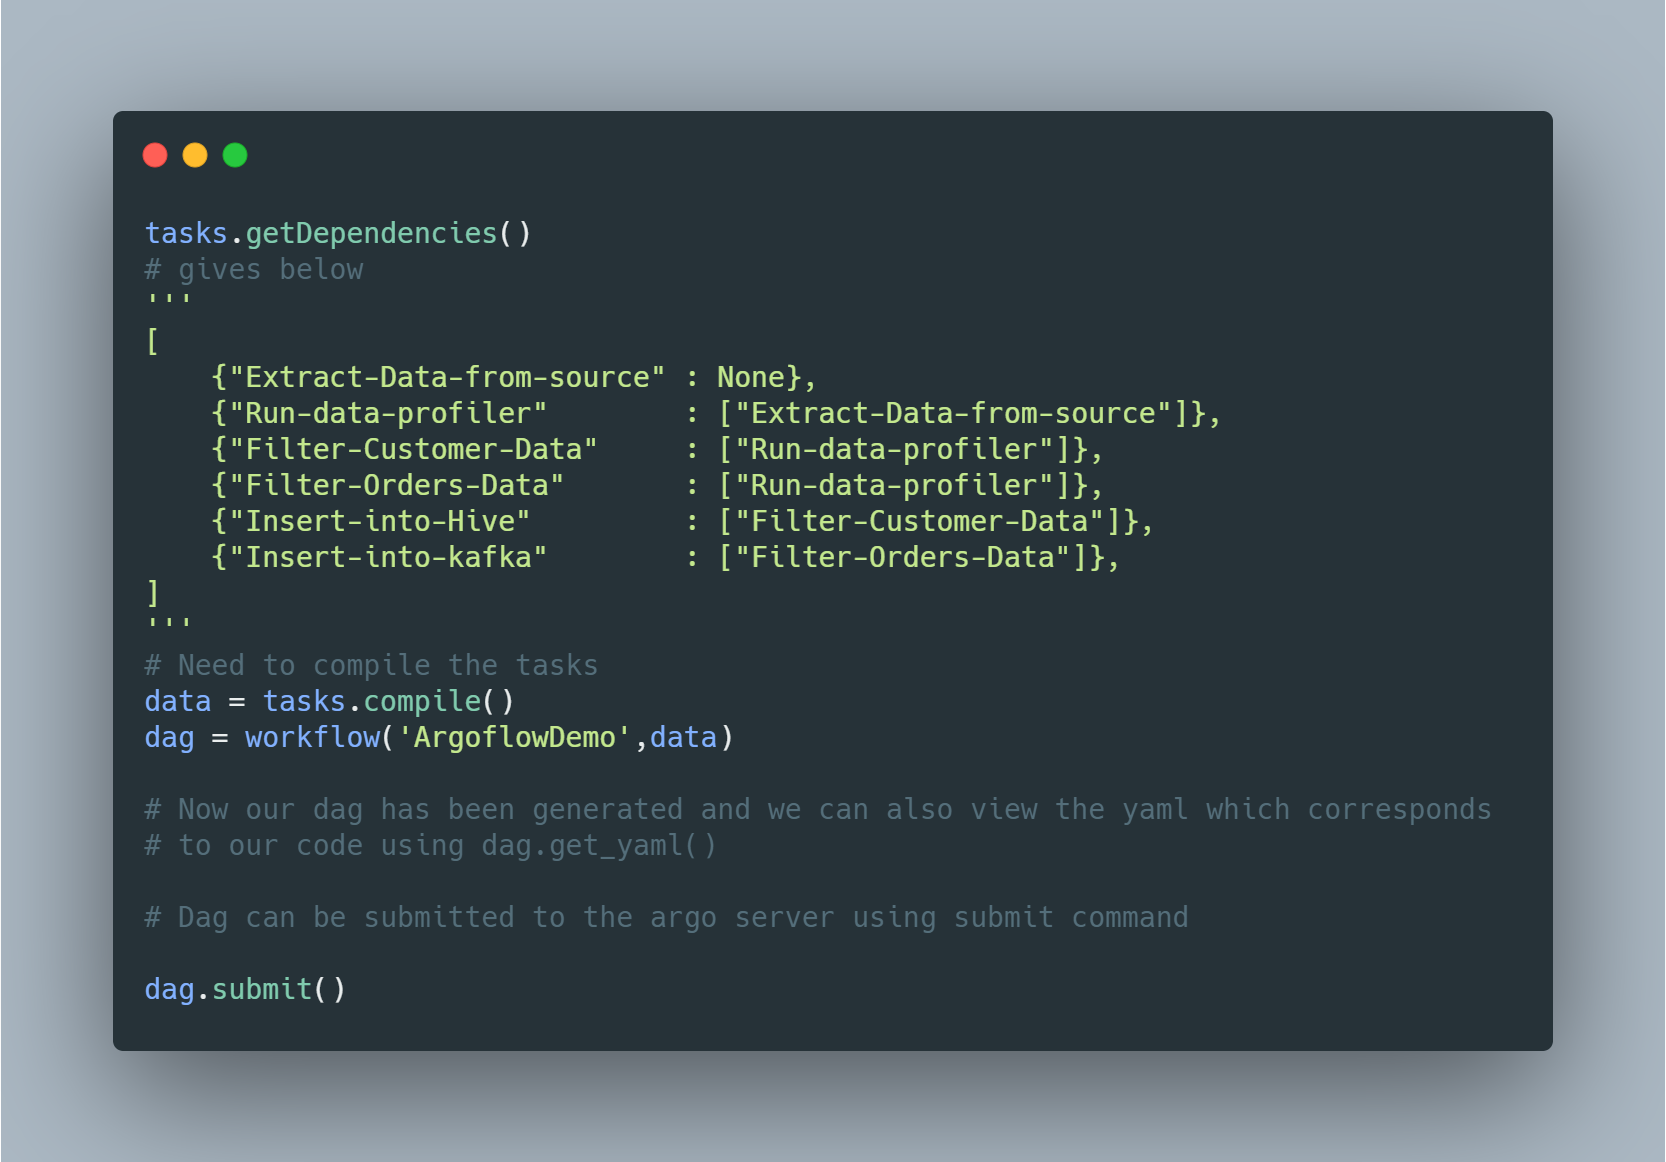 tasks.getDependencies()
# gives below
'''
[
    {"Extract-Data-from-source" : None},
    {"Run-data-profiler"        : ["Extract-Data-from-source"]},
    {"Filter-Customer-Data"     : ["Run-data-profiler"]},
    {"Filter-Orders-Data"       : ["Run-data-profiler"]},
    {"Insert-into-Hive"         : ["Filter-Customer-Data"]},
    {"Insert-into-kafka"        : ["Filter-Orders-Data"]},
]
'''
# Need to compile the tasks
data = tasks.compile()
dag = workflow('ArgoflowDemo',data)

# Now our dag has been generated and we can also view the yaml which corresponds
# to our code using dag.get_yaml()

# Dag can be submitted to the argo server using submit command

dag.submit()